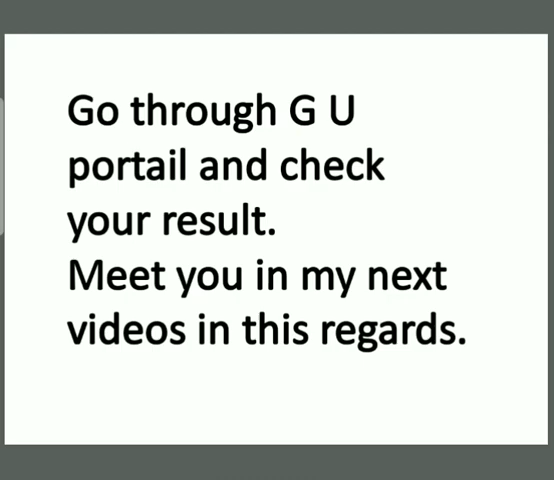 Go through G U
portail and check
your result.
Meet you in my next
videos in this regards.